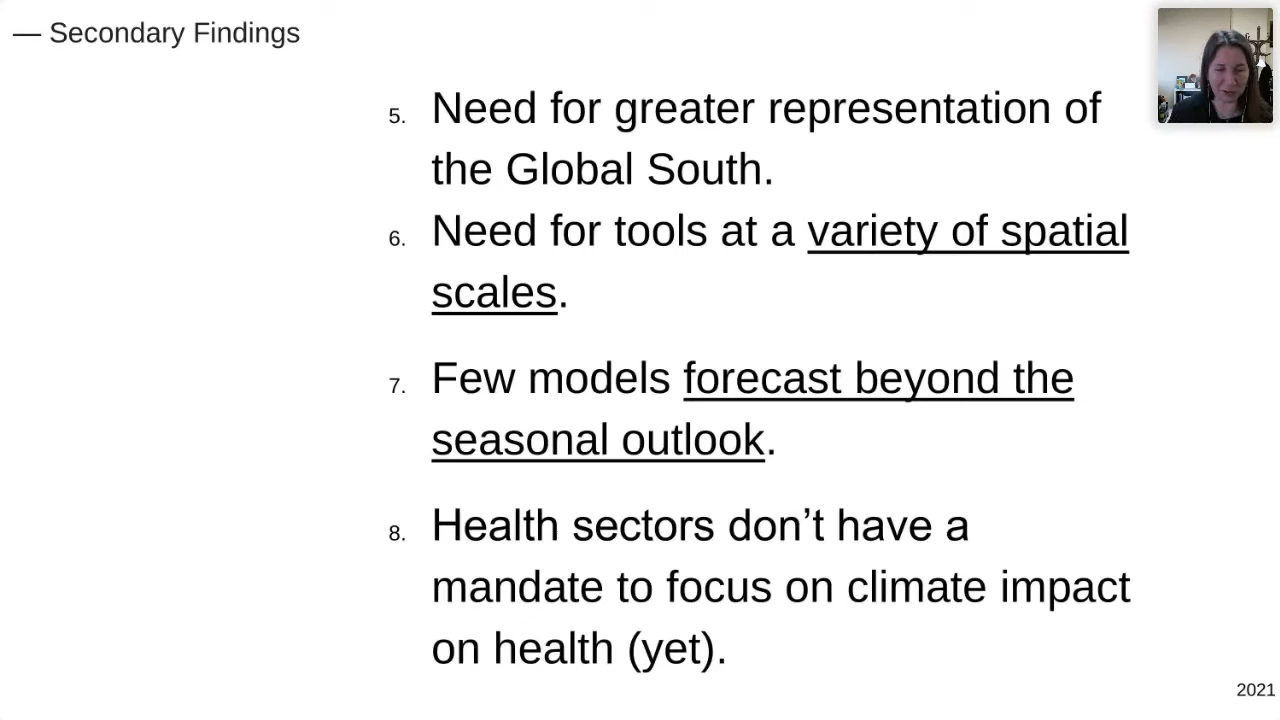 — Secondary Findings
5. Need for greater representation of
the Global South.
6. Need for tools at a variety of spatial
scales.
7. Few models forecast beyond the
seasonal outlook.
8. Health sectors don’t have a
mandate to focus on climate impact
on health (yet).
2021